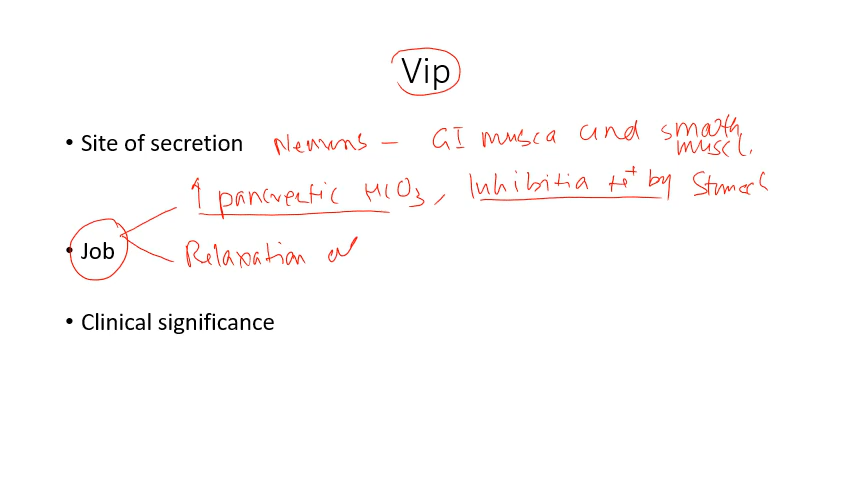 Vip
• Site of secretion Neurons - GI musca and smooth muscl.
↑ pancreatic HCO3, Inhibitia H+ by Stomach
• Job
Relaxation of
• Clinical significance